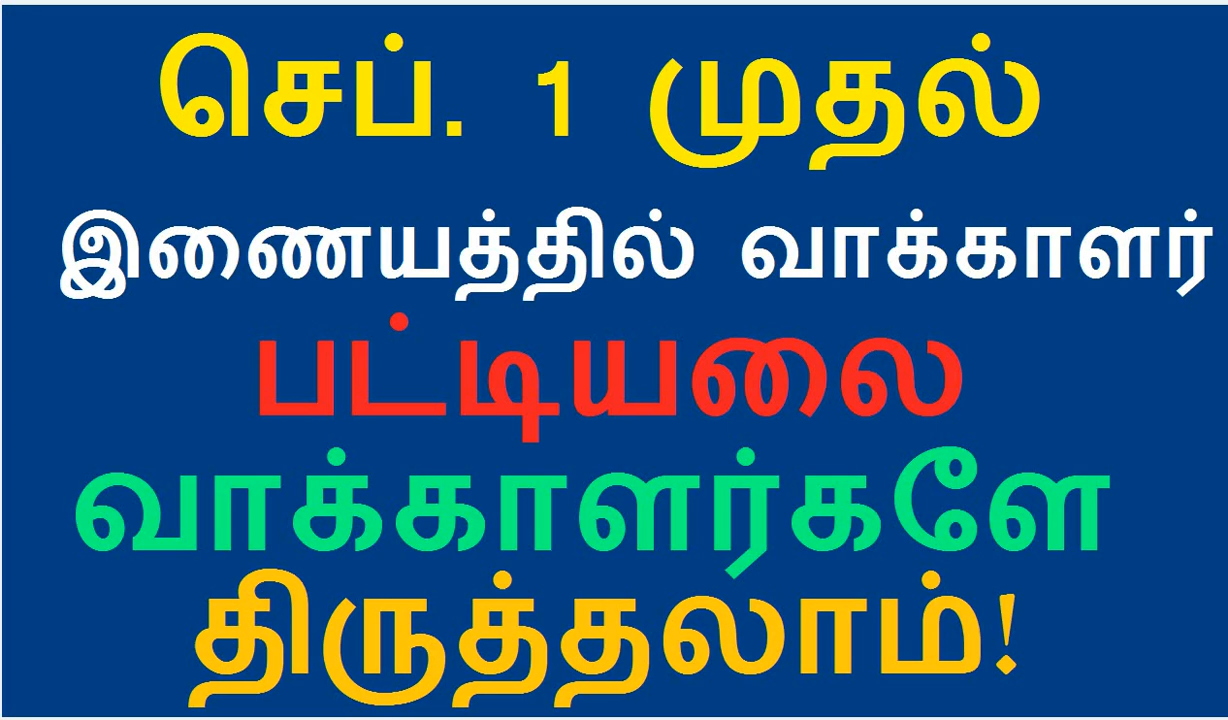 செப். 1 முதல்
இணையத்தில் வாக்காளர்
பட்டியலை
வாக்காளர்களே
திருத்தலாம்!